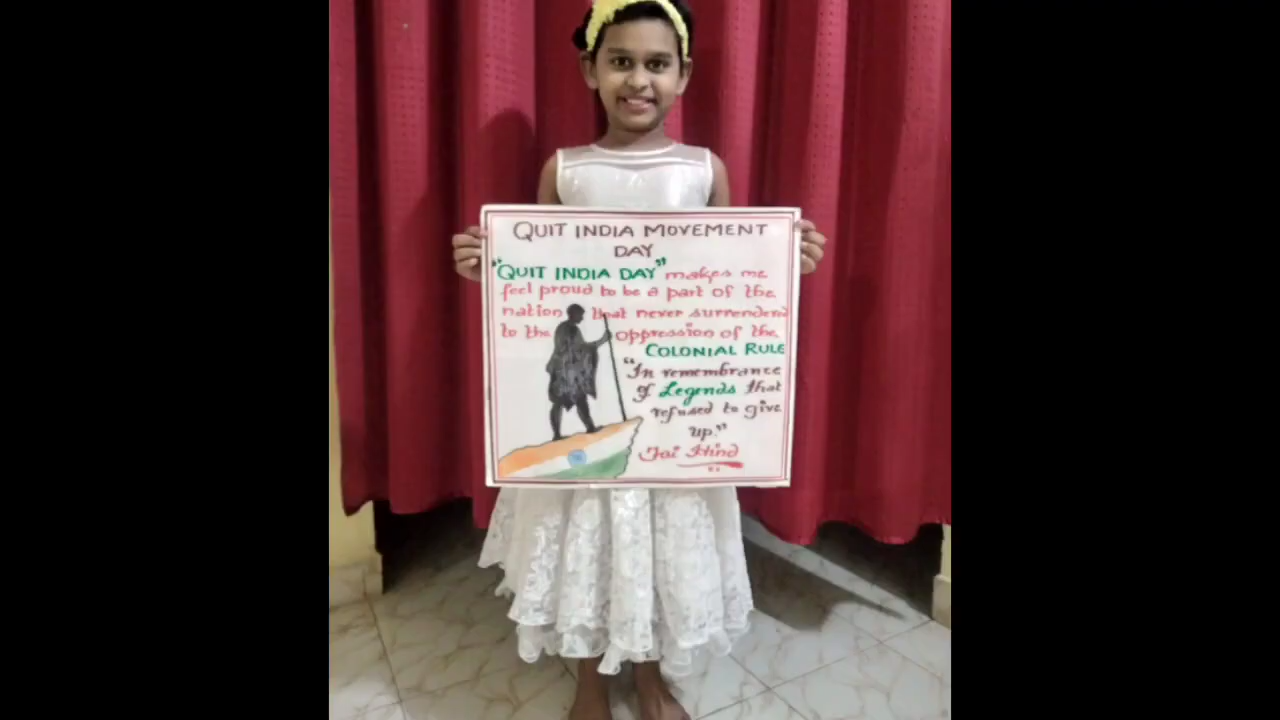 QUIT INDIA MOVEMENT
DAY
"QUIT INDIA DAY" makes me
feel proud to be a part of the
nation that never surrendered
to the oppression of the
COLONIAL RULE
"In remembrance
of Legends that
refused to give
up."
Jai Hind